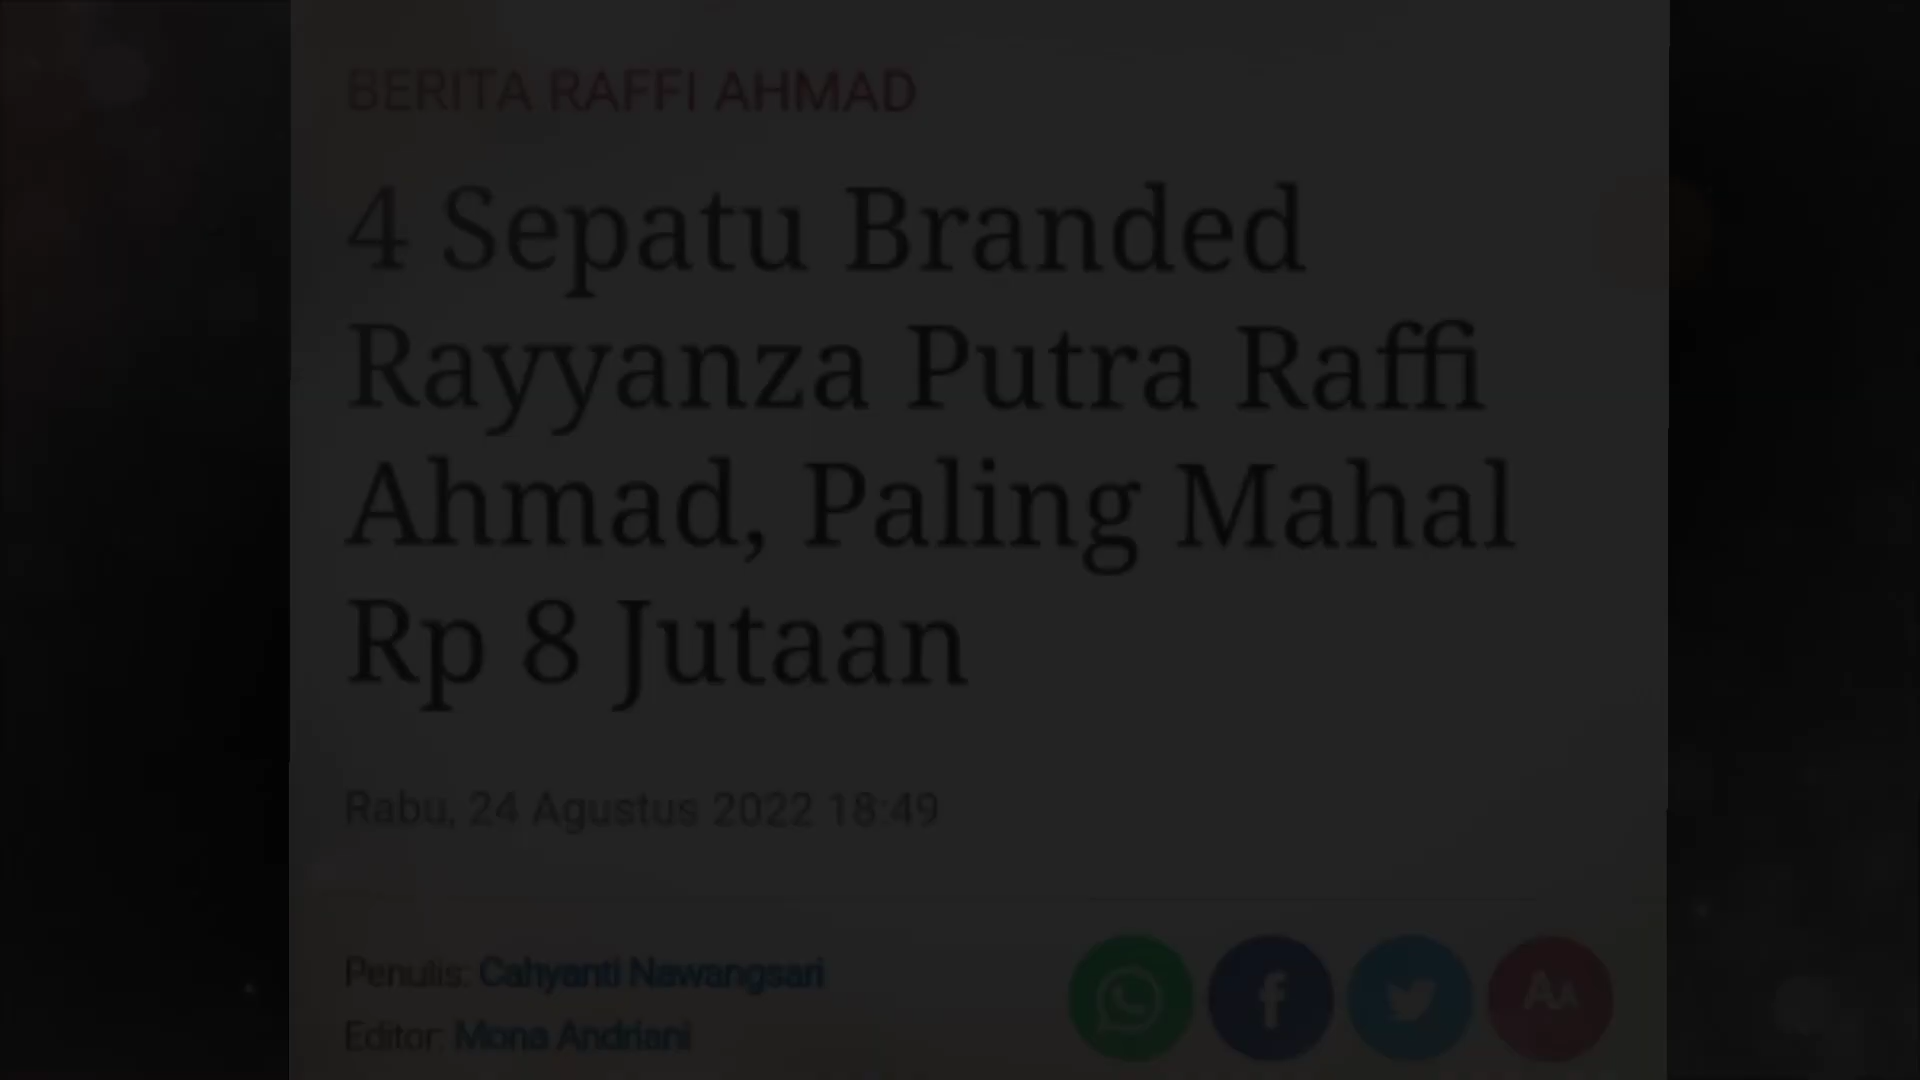 BERITA RAFFI AHMAD
4 Sepatu Branded
Rayyanza Putra Raffi
Ahmad, Paling Mahal
Rp 8 Jutaan
Rabu, 24 Agustus 2022 18:49
Penulis: Cahyanti Nawangsari
Editor: Mona Andriani
AA